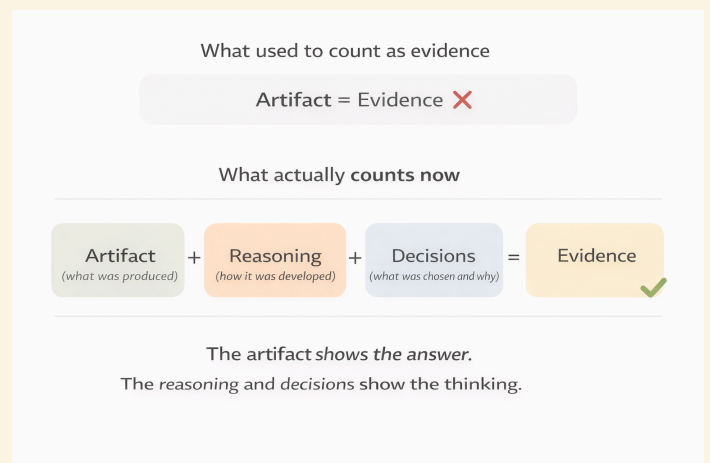 What used to count as evidence
Artifact = Evidence ❌
What actually counts now
Artifact + Reasoning + Decisions = Evidence
(what was produced) (how it was developed) (what was chosen and why)
The artifact shows the answer.
The reasoning and decisions show the thinking.